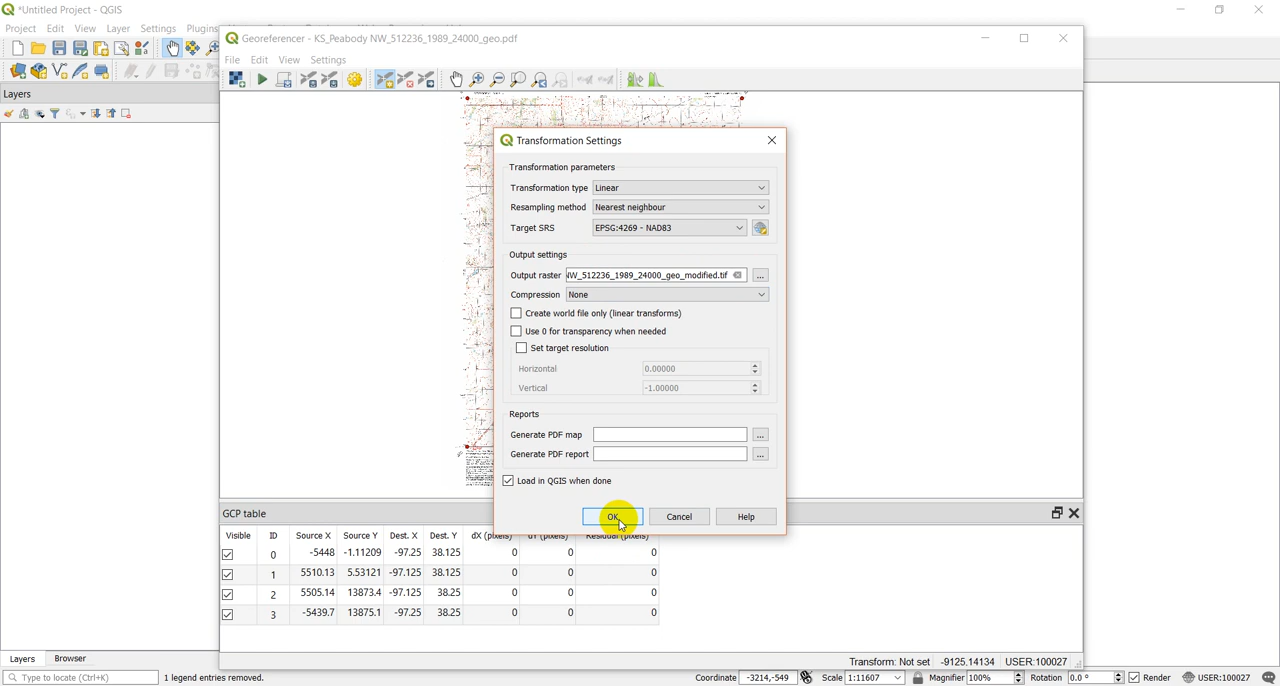 *Untitled Project - QGIS
Project Edit View Layer Settings Plugins
Georeferencer - KS_Peabody NW_512236_1989_24000_geo.pdf
File Edit View Settings
Layers
Transformation Settings
Transformation parameters
Transformation type Linear
Resampling method Nearest neighbour
Target SRS EPSG:4269 - NAD83
Output settings
Output raster NW_512236_1989_24000_geo_modified.tif ...
Compression None
Create world file only (linear transforms)
Use 0 for transparency when needed
Set target resolution
Horizontal 0.00000
Vertical -1.00000
Reports
Generate PDF map ...
Generate PDF report ...
Load in QGIS when done
OK Cancel Help
GCP table
Visible ID Source X Source Y Dest. X Dest. Y dX (pixels) dY (pixels) Residual (pixels)
0 -5448 -1.11209 -97.25 38.125 0 0 0
1 5510.13 5.53121 -97.125 38.125 0 0 0
2 5505.14 13873.4 -97.125 38.25 0 0 0
3 -5439.7 13875.1 -97.25 38.25 0 0 0
Transform: Not set -9125.14134 USER:100027
Layers Browser
Type to locate (Ctrl+K) 1 legend entries removed. Coordinate -3214,-549 Scale 1:11607 Magnifier 100% Rotation 0.0 ° Render USER:100027